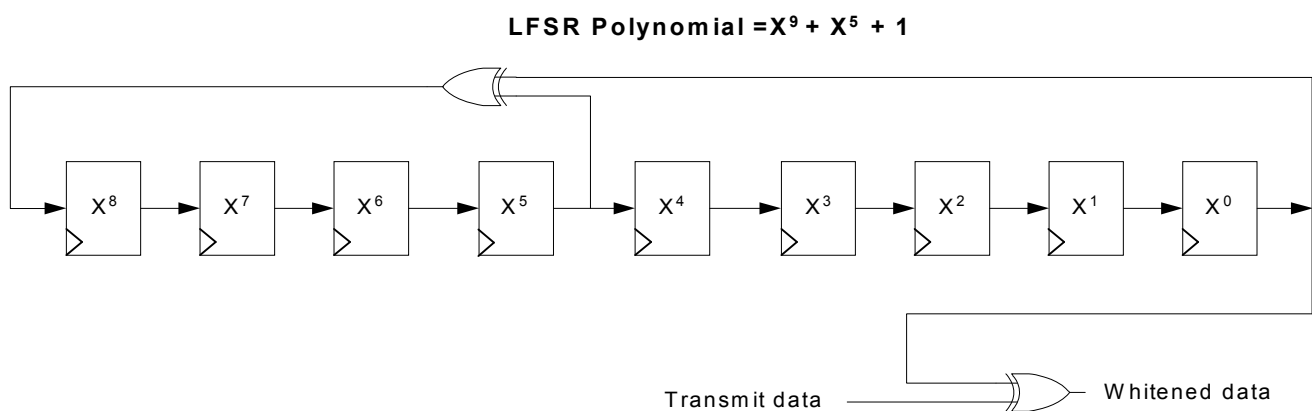 LFSR Polynomial =X⁹ + X⁵ + 1
X⁸ X⁷ X⁶ X⁵ X⁴ X³ X² X¹ X⁰
Transmit data
Whitened data